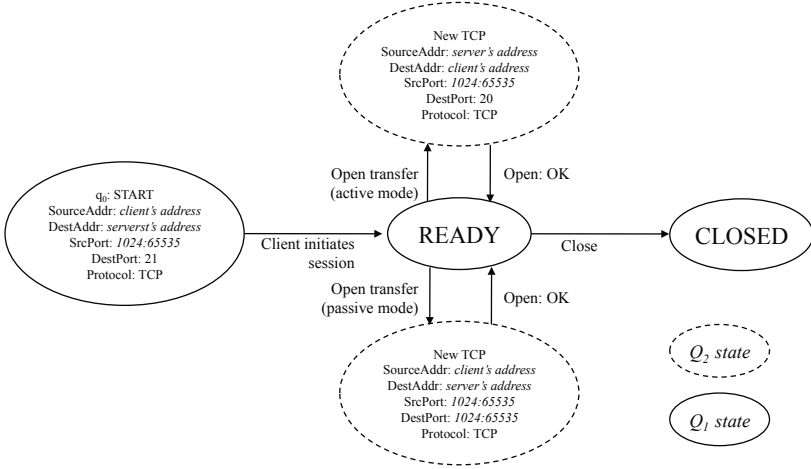 New TCP
SourceAddr: server's address
DestAddr: client's address
SrcPort: 1024:65535
DestPort: 20
Protocol: TCP
Open transfer
(active mode)
Open: OK
q₀: START
SourceAddr: client's address
DestAddr: serverst's address
SrcPort: 1024:65535
DestPort: 21
Protocol: TCP
Client initiates
session
READY
Close
CLOSED
Open transfer
(passive mode)
Open: OK
New TCP
SourceAddr: client's address
DestAddr: server's address
SrcPort: 1024:65535
DestPort: 1024:65535
Protocol: TCP
Q₂ state
Q₁ state